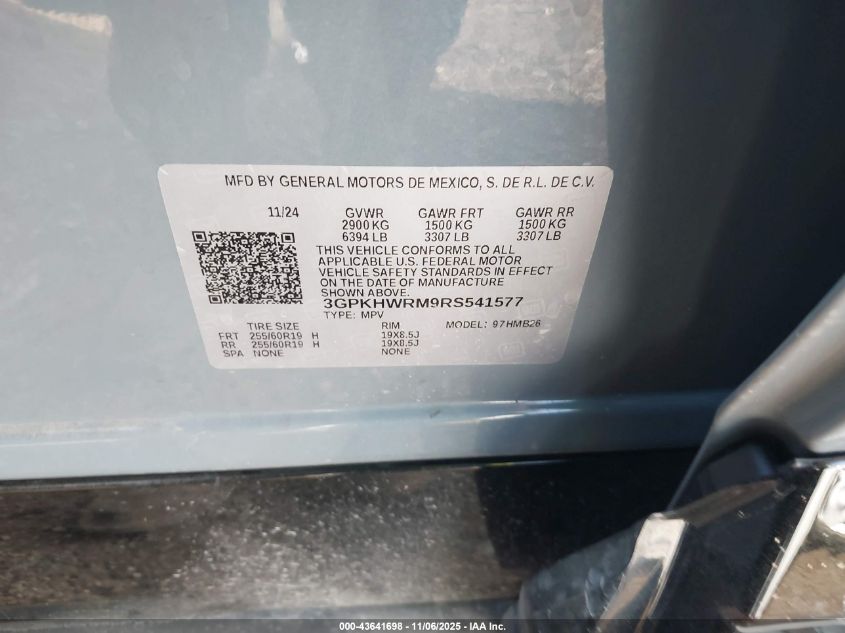 MFD BY GENERAL MOTORS DE MEXICO, S. DE R.L. DE C.V.
11/24 GVWR GAWR FRT GAWR RR
2900 KG 1500 KG 1500 KG
6394 LB 3307 LB 3307 LB
THIS VEHICLE CONFORMS TO ALL
APPLICABLE U.S. FEDERAL MOTOR
VEHICLE SAFETY STANDARDS IN EFFECT
ON THE DATE OF MANUFACTURE
SHOWN ABOVE.
3GPKHWRM9RS541577
TYPE: MPV MODEL: 97HMB26
TIRE SIZE RIM
FRT 255/60R19 H 19X8.5J
RR 255/60R19 H 19X8.5J
SPA NONE NONE
000-43641698 - 11/06/2025 - IAA Inc.